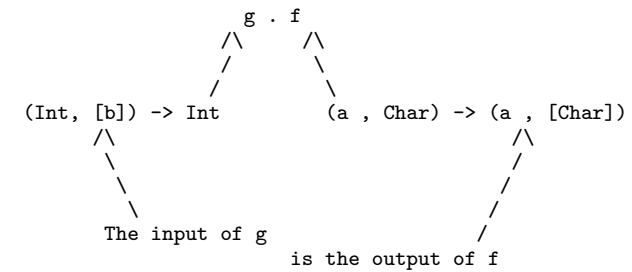 g . f
(Int, [b]) -> Int (a , Char) -> (a , [Char])
The input of g
is the output of f